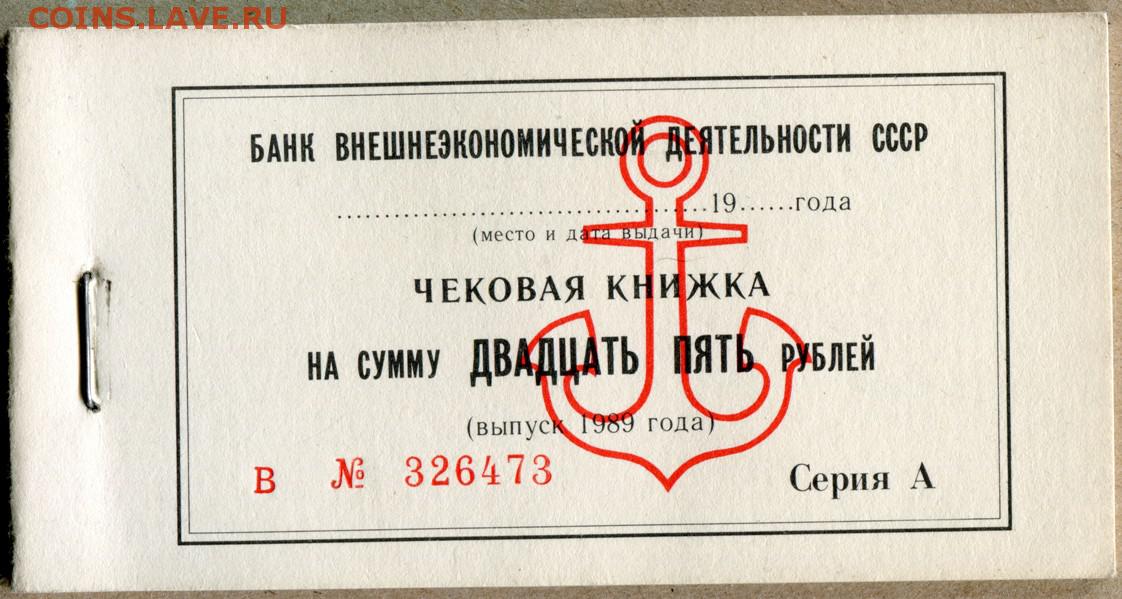 COINS.LAVE.RU
БАНК ВНЕШНЕЭКОНОМИЧЕСКОЙ ДЕЯТЕЛЬНОСТИ СССР
.......................................19......года
(место и дата выдачи)
ЧЕКОВАЯ КНИЖКА
НА СУММУ ДВАДЦАТЬ ПЯТЬ РУБЛЕЙ
(выпуск 1989 года)
В № 326473 Серия А